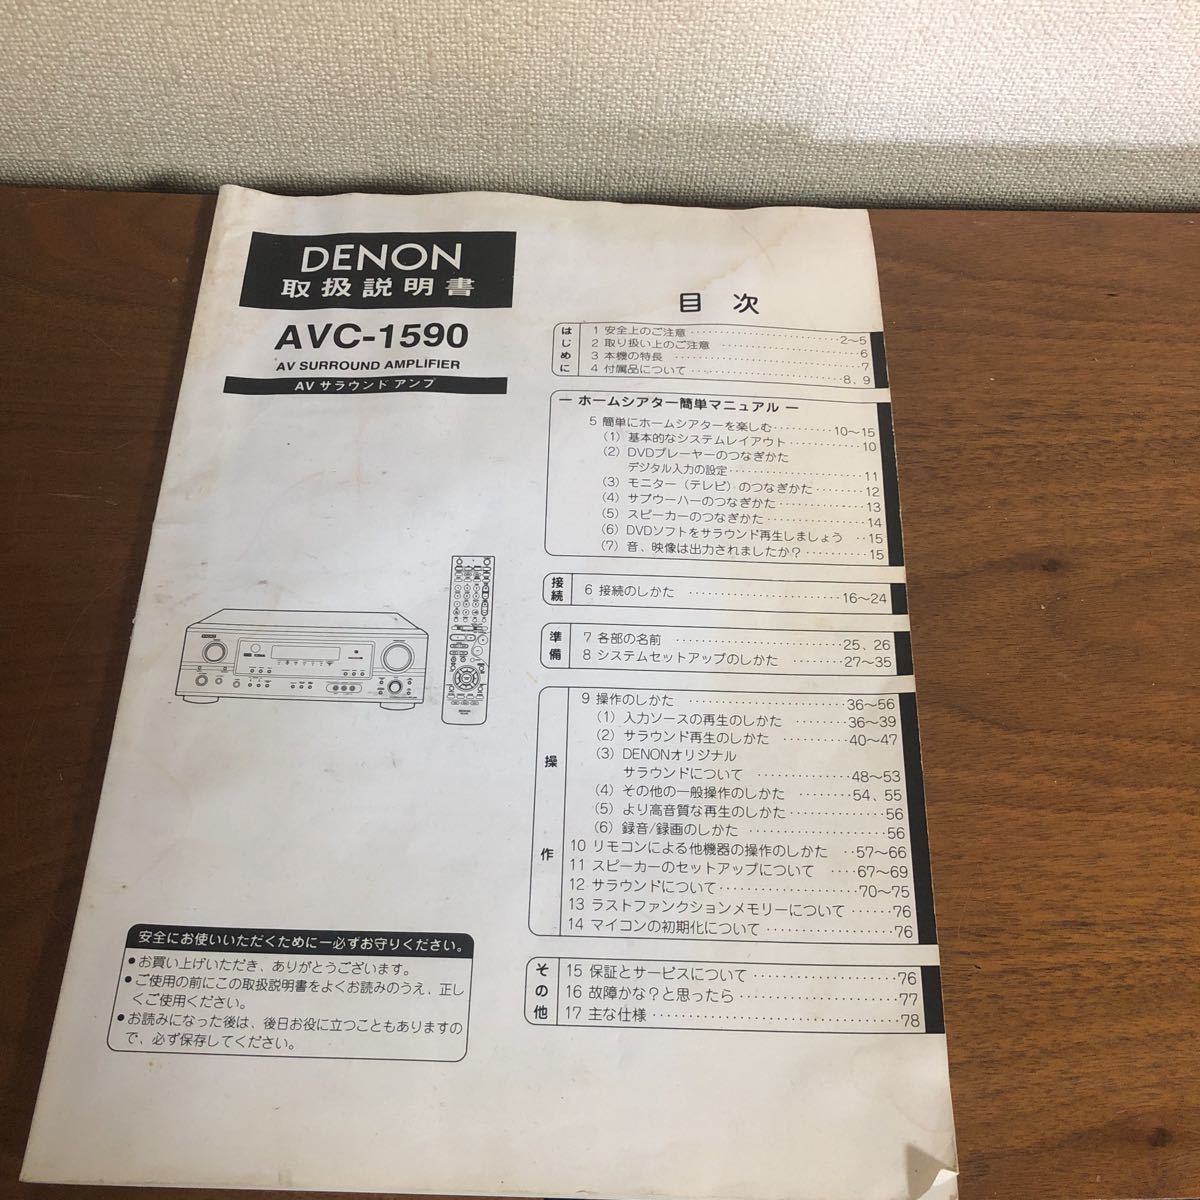 DENON
取扱説明書
AVC-1590
AV SURROUND AMPLIFIER
AV サラウンド アンプ
安全にお使いいただくために一必ずお守りください。
●お買い上げいただき、ありがとうございます。
●ご使用の前にこの取扱説明書をよくお読みのうえ、正し
くご使用ください。
●お読みになった後は、後日お役に立つこともありますの
で、必ず保存してください。
目 次
はじめに
1 安全上のご注意 2〜5
2 取り扱い上のご注意 6
3 本機の特長 7
4 付属品について 8、9
― ホームシアター簡単マニュアル ―
5 簡単にホームシアターを楽しむ 10〜15
(1) 基本的なシステムレイアウト 10
(2) DVDプレーヤーのつなぎかた
デジタル入力の設定 11
(3) モニター（テレビ）のつなぎかた 12
(4) サブウーハーのつなぎかた 13
(5) スピーカーのつなぎかた 14
(6) DVDソフトをサラウンド再生しましょう 15
(7) 音、映像は出力されましたか？ 15
接続
6 接続のしかた 16〜24
準備
7 各部の名前 25、26
8 システムセットアップのしかた 27〜35
操作
9 操作のしかた 36〜56
(1) 入力ソースの再生のしかた 36〜39
(2) サラウンド再生のしかた 40〜47
(3) DENONオリジナル
サラウンドについて 48〜53
(4) その他の一般操作のしかた 54、55
(5) より高音質な再生のしかた 56
(6) 録音/録画のしかた 56
10 リモコンによる他機器の操作のしかた 57〜66
11 スピーカーのセットアップについて 67〜69
12 サラウンドについて 70〜75
13 ラストファンクションメモリーについて 76
14 マイコンの初期化について 76
その他
15 保証とサービスについて 76
16 故障かな？と思ったら 77
17 主な仕様 78